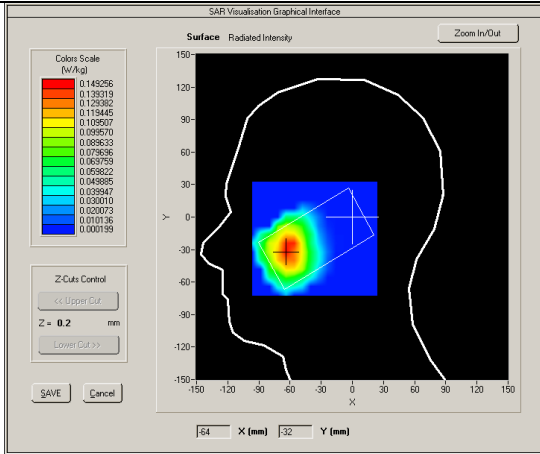 SAR Visualisation Graphical Interface
Surface Radiated Intensity
Zoom In/Out
Colors Scale
(W/kg)
0.149256
0.139319
0.129382
0.119445
0.109507
0.099570
0.089633
0.079696
0.069759
0.059822
0.049885
0.039947
0.030010
0.020073
0.010136
0.000199
Z-Cuts Control
<< Upper Cut
Z = 0.2 mm
Lower Cut >>
SAVE Cancel
150
120
90
60
30
0
-30
-60
-90
-120
-150
Y
-150 -120 -90 -60 -30 0 30 60 90 120 150
X
-64 X (mm) -32 Y (mm)